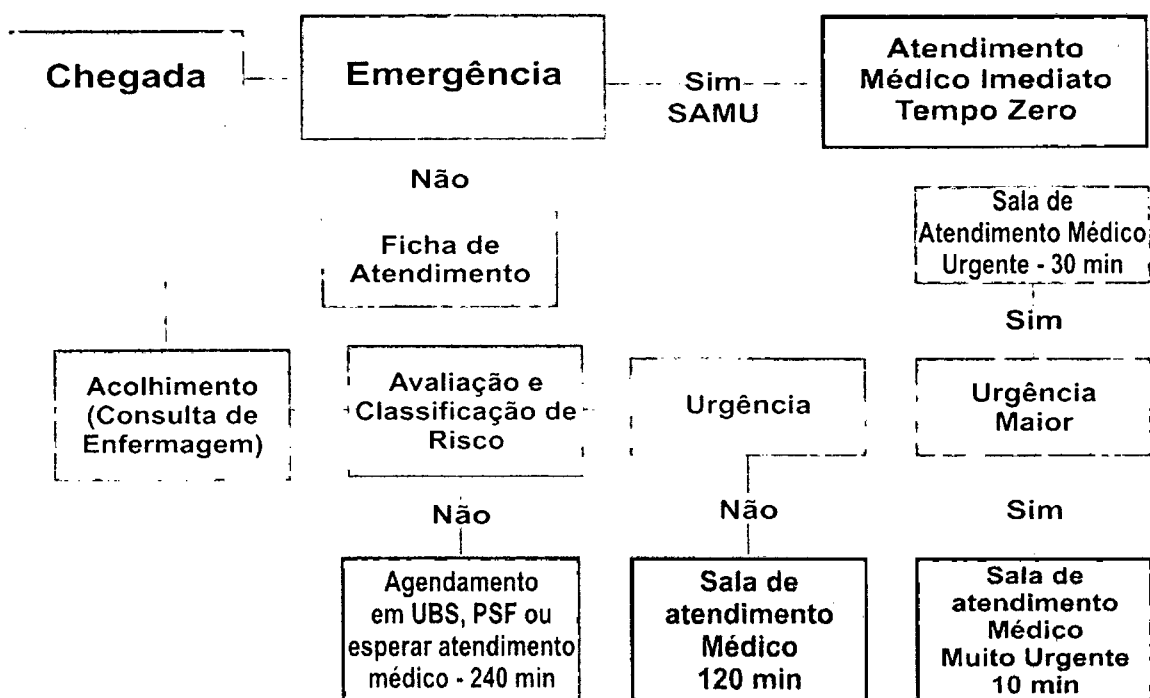 Chegada
Emergência
Sim
SAMU
Atendimento
Médico Imediato
Tempo Zero
Não
Ficha de
Atendimento
Sala de
Atendimento Médico
Urgente - 30 min
Sim
Acolhimento
(Consulta de
Enfermagem)
Avaliação e
Classificação de
Risco
Urgência
Urgência
Maior
Não
Não
Sim
Agendamento
em UBS, PSF ou
esperar atendimento
médico - 240 min
Sala de
atendimento
Médico
120 min
Sala de
atendimento
Médico
Muito Urgente
10 min